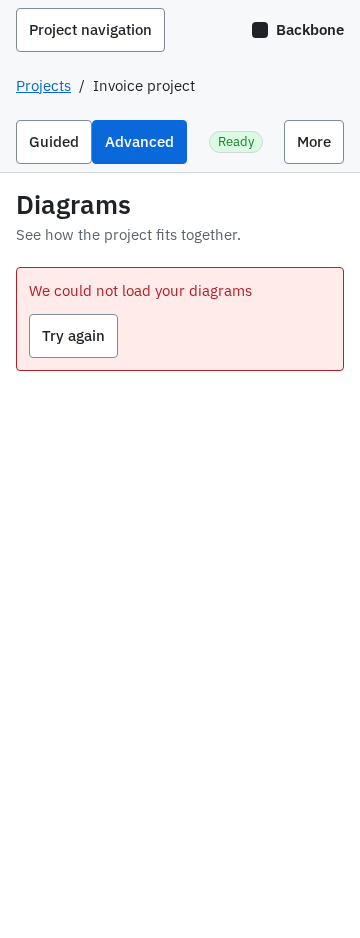 Project navigation
Backbone
Projects / Invoice project
Guided
Advanced
Ready
More
Diagrams
See how the project fits together.
We could not load your diagrams
Try again